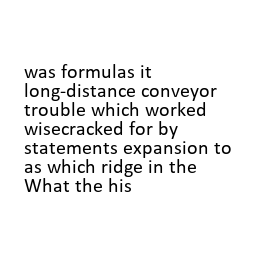 was formulas it
long-distance conveyor
trouble which worked
wisecracked for by
statements expansion to
as which ridge in the
What the his